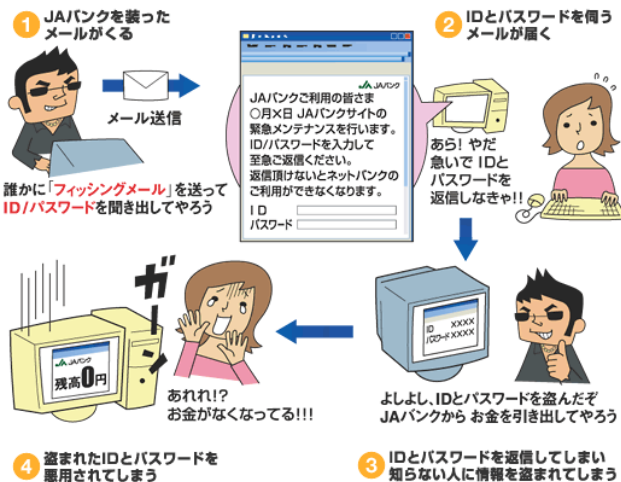 1 JAバンクを装った
メールがくる
メール送信
誰かに「フィッシングメール」を送って
ID/パスワードを聞き出してやろう
JAバンク
JAバンクご利用の皆さま
○月×日 JAバンクサイトの
緊急メンテナンスを行います。
ID/パスワードを入力して
至急ご返信ください。
返信頂けないとネットバンクの
ご利用ができなくなります。
ID
パスワード
2 IDとパスワードを伺う
メールが届く
あら! やだ
急いで IDと
パスワードを
返信しなきゃ!!
ID XXXX
パスワード XXXX
よしよし、IDとパスワードを盗んだぞ
JAバンクから お金を引き出してやろう
3 IDとパスワードを返信してしまい
知らない人に情報を盗まれてしまう
ガーン
JAバンク
残高0円
あれれ!?
お金がなくなってる!!!
4 盗まれたIDとパスワードを
悪用されてしまう